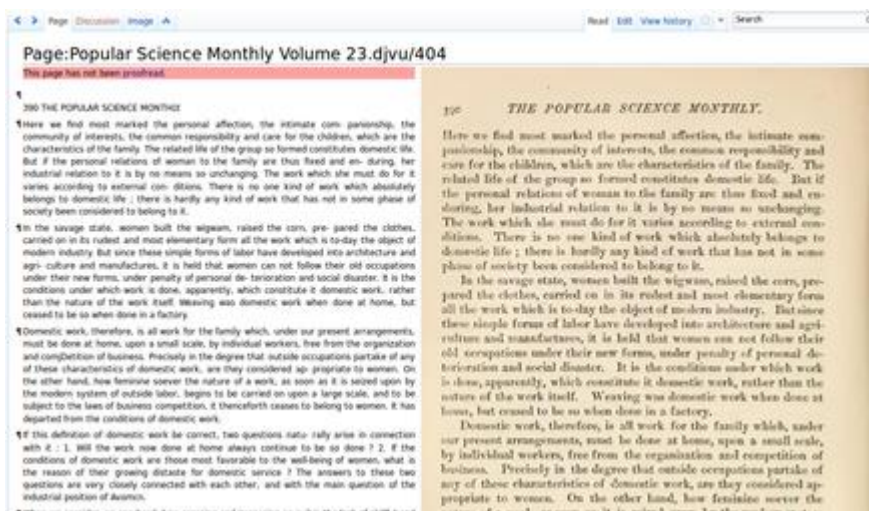 Page Discussion Image
Read Edit View history Search
Page:Popular Science Monthly Volume 23.djvu/404
This page has not been proofread.
¶
390 THE POPULAR SCIENCE MONTHLY
¶Here we find most marked the personal affection, the intimate com- panionship, the
community of interests, the common responsibility and care for the children, which are the
characteristics of the family. The related life of the group so formed constitutes domestic life.
But if the personal relations of woman to the family are thus fixed and en- during, her
industrial relation to it is by no means so unchanging. The work which she must do for it
varies according to external con- ditions. There is no one kind of work which absolutely
belongs to domestic life ; there is hardly any kind of work that has not in some phase of
society been considered to belong to it.
¶In the savage state, women built the wigwam, raised the corn, pre- pared the clothes,
carried on in its rudest and most elementary form all the work which is to-day the object of
modern industry. But since these simple forms of labor have developed into architecture and
agri- culture and manufactures, it is held that women can not follow their old occupations
under their new forms, under penalty of personal de- terioration and social disaster. It is the
conditions under which work is done, apparently, which constitute it domestic work, rather
than the nature of the work itself. Weaving was domestic work when done at home, but
ceased to be so when done in a factory.
¶Domestic work, therefore, is all work for the family which, under our present arrangements,
must be done at home, upon a small scale, by individual workers, free from the organization
and competition of business. Precisely in the degree that outside occupations partake of any
of these characteristics of domestic work, are they considered ap- propriate to women. On
the other hand, how feminine soever the nature of a work, as soon as it is seized upon by
the modern system of outside labor, begins to be carried on upon a large scale, and to be
subject to the laws of business competition, it thenceforth ceases to belong to women. It has
departed from the conditions of domestic work.
¶If this definition of domestic work be correct, two questions natu- rally arise in connection
with it : 1. Will the work now done at home always continue to be so done ? 2. If the
conditions of domestic work are those most favorable to the well-being of women, what is
the reason of their growing distaste for domestic service ? The answers to these two
questions are very closely connected with each other, and with the main question of the
industrial position of
390 THE POPULAR SCIENCE MONTHLY.
Here we find most marked the personal affection, the intimate com-
panionship, the community of interests, the common responsibility and
care for the children, which are the characteristics of the family. The
related life of the group so formed constitutes domestic life. But if
the personal relations of woman to the family are thus fixed and en-
during, her industrial relation to it is by no means so unchanging.
The work which she must do for it varies according to external con-
ditions. There is no one kind of work which absolutely belongs to
domestic life ; there is hardly any kind of work that has not in some
phase of society been considered to belong to it.
In the savage state, women built the wigwam, raised the corn, pre-
pared the clothes, carried on in its rudest and most elementary form
all the work which is to-day the object of modern industry. But since
these simple forms of labor have developed into architecture and agri-
culture and manufactures, it is held that women can not follow their
old occupations under their new forms, under penalty of personal de-
terioration and social disaster. It is the conditions under which work
is done, apparently, which constitute it domestic work, rather than the
nature of the work itself. Weaving was domestic work when done at
home, but ceased to be so when done in a factory.
Domestic work, therefore, is all work for the family which, under
our present arrangements, must be done at home, upon a small scale,
by individual workers, free from the organization and competition of
business. Precisely in the degree that outside occupations partake of
any of these characteristics of domestic work, are they considered ap-
propriate to women. On the other hand, how feminine soever the